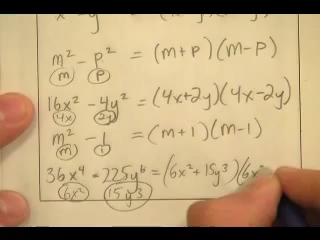 m² - p² = (m+p)(m-p)
m p
16x² - 4y² = (4x+2y)(4x-2y)
4x 2y
m² - 1 = (m+1)(m-1)
m 1
36x⁴ - 225y⁶ = (6x² + 15y³)(6x²
6x² 15y³